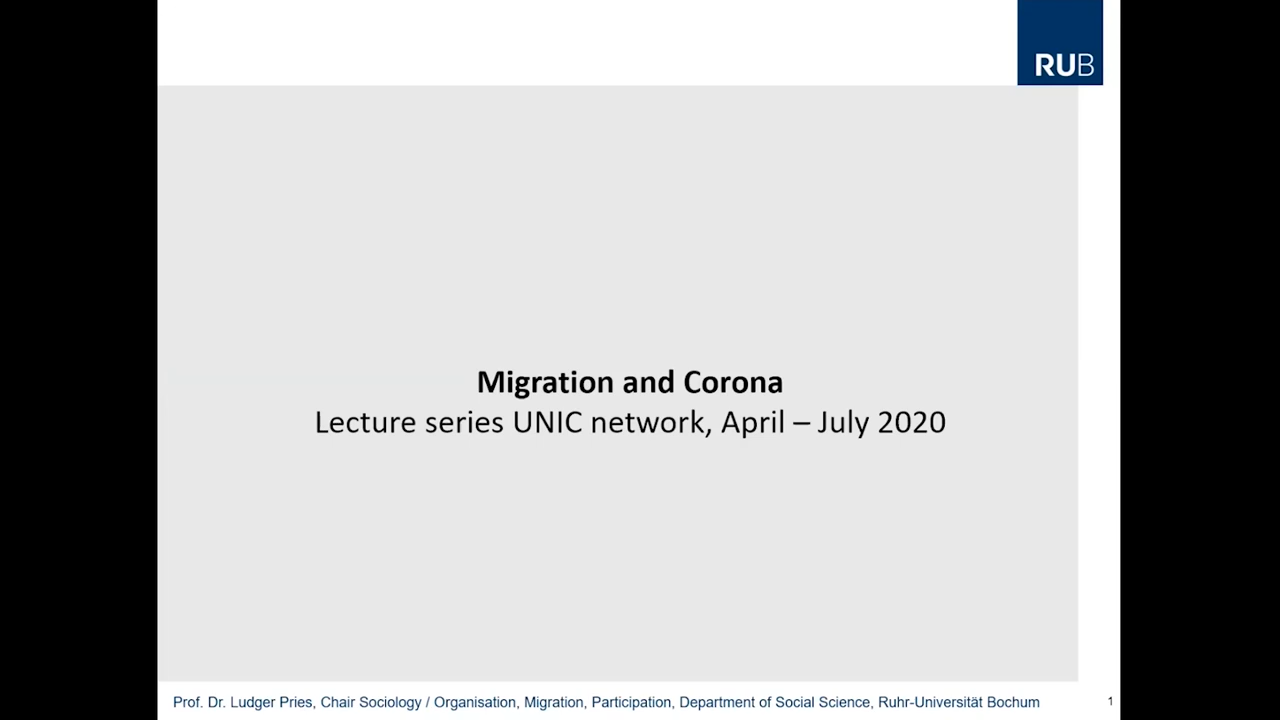 RUB
Migration and Corona
Lecture series UNIC network, April – July 2020
Prof. Dr. Ludger Pries, Chair Sociology / Organisation, Migration, Participation, Department of Social Science, Ruhr-Universität Bochum 1